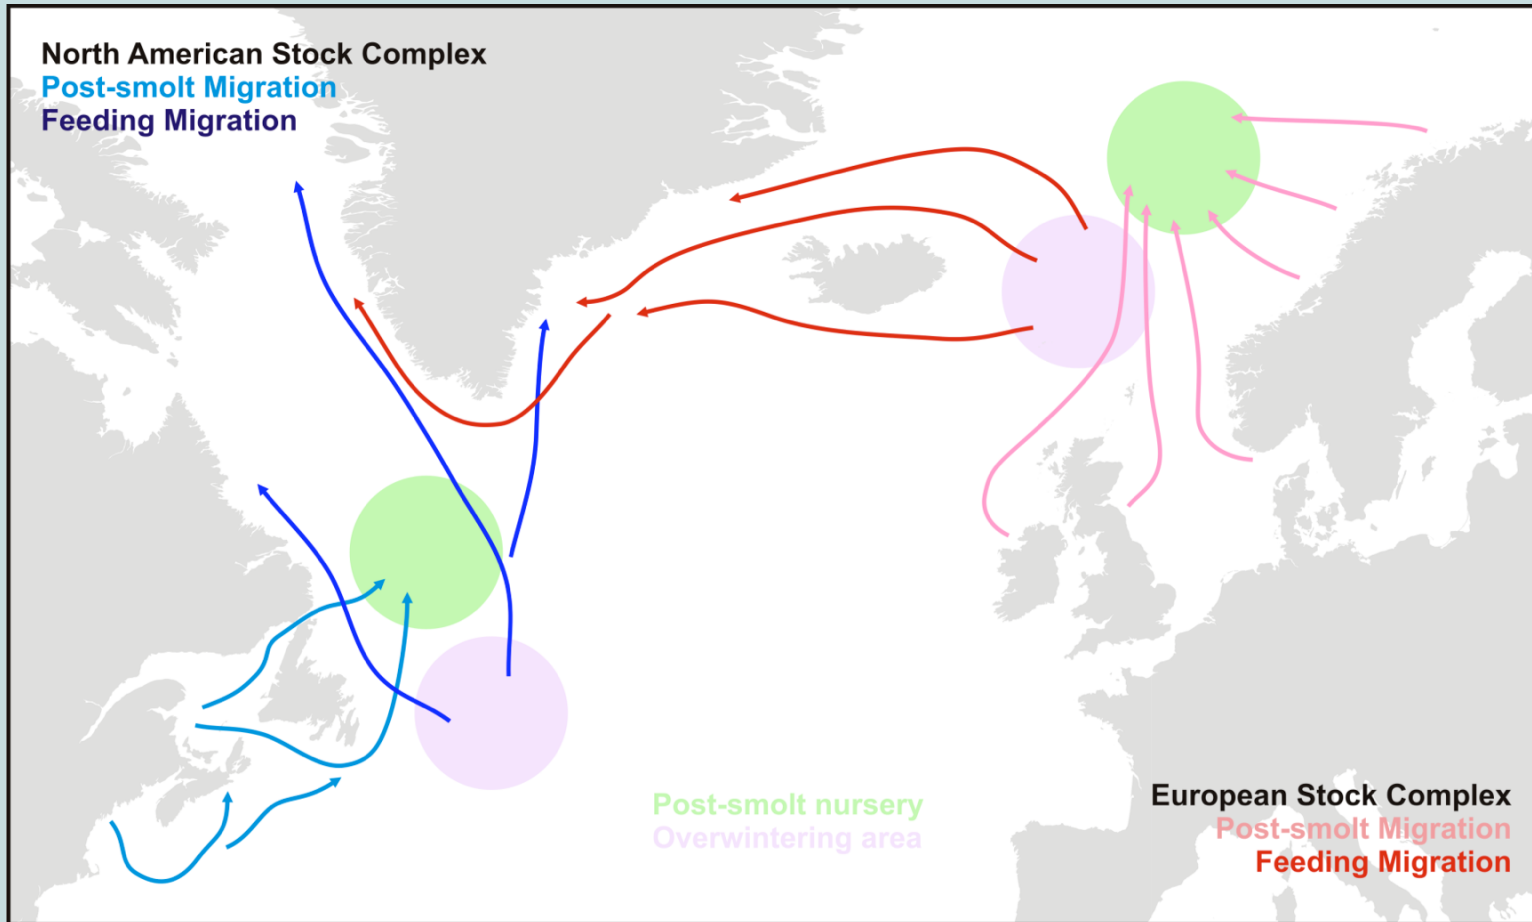 North American Stock Complex
Post-smolt Migration
Feeding Migration
Post-smolt nursery
Overwintering area
European Stock Complex
Post-smolt Migration
Feeding Migration